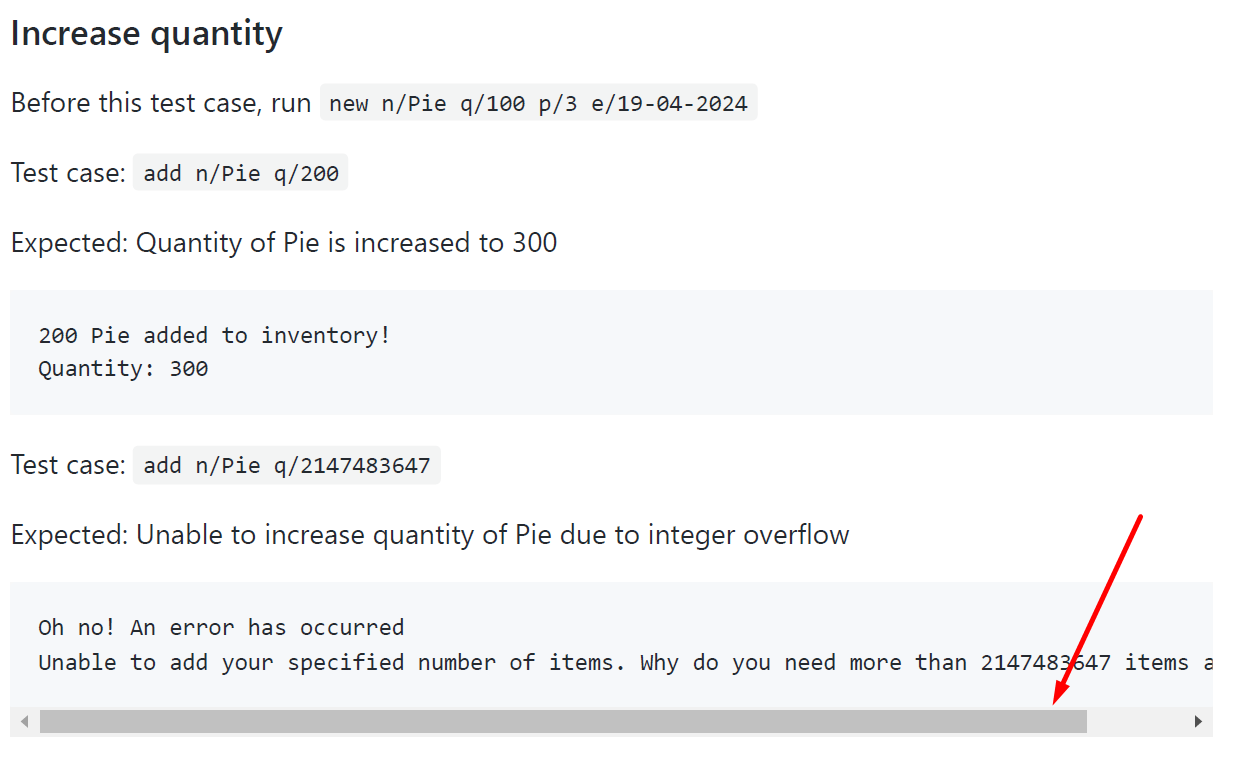 Increase quantity
Before this test case, run new n/Pie q/100 p/3 e/19-04-2024
Test case: add n/Pie q/200
Expected: Quantity of Pie is increased to 300
200 Pie added to inventory!
Quantity: 300
Test case: add n/Pie q/2147483647
Expected: Unable to increase quantity of Pie due to integer overflow
Oh no! An error has occurred
Unable to add your specified number of items. Why do you need more than 2147483647 items